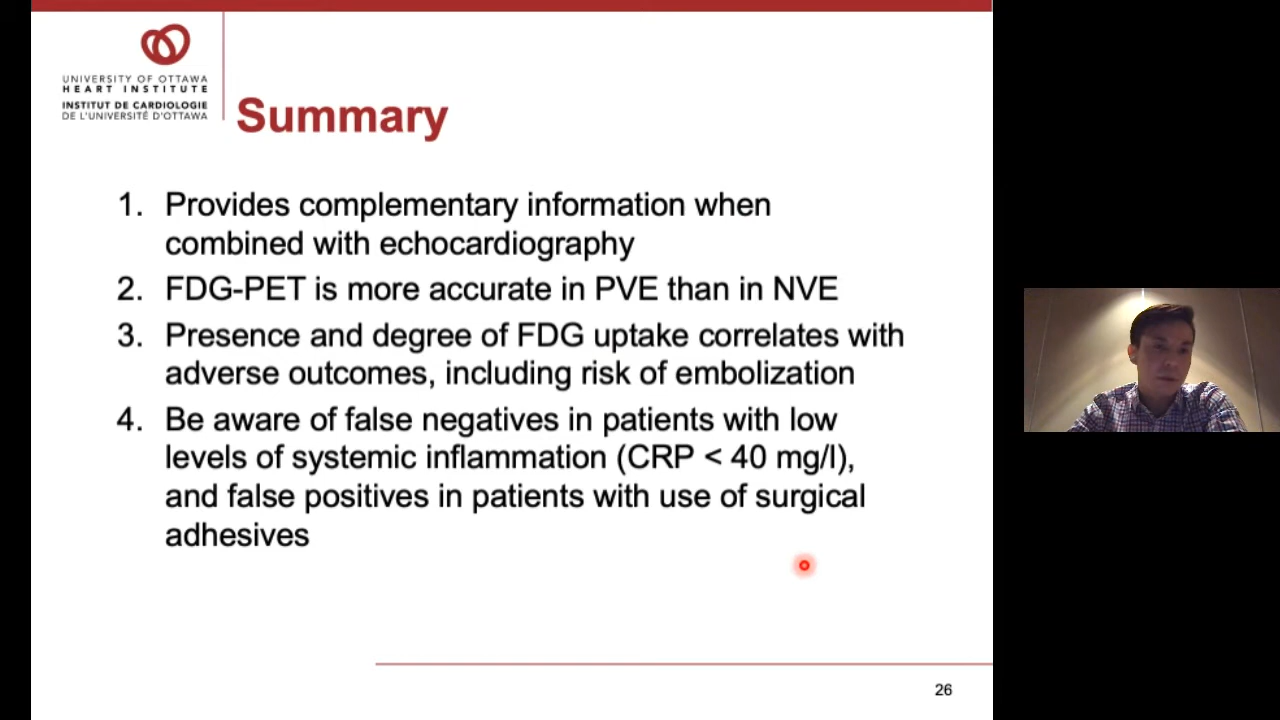 UNIVERSITY OF OTTAWA
HEART INSTITUTE
INSTITUT DE CARDIOLOGIE
DE L'UNIVERSITÉ D'OTTAWA
Summary
1. Provides complementary information when
combined with echocardiography
2. FDG-PET is more accurate in PVE than in NVE
3. Presence and degree of FDG uptake correlates with
adverse outcomes, including risk of embolization
4. Be aware of false negatives in patients with low
levels of systemic inflammation (CRP < 40 mg/l),
and false positives in patients with use of surgical
adhesives
26